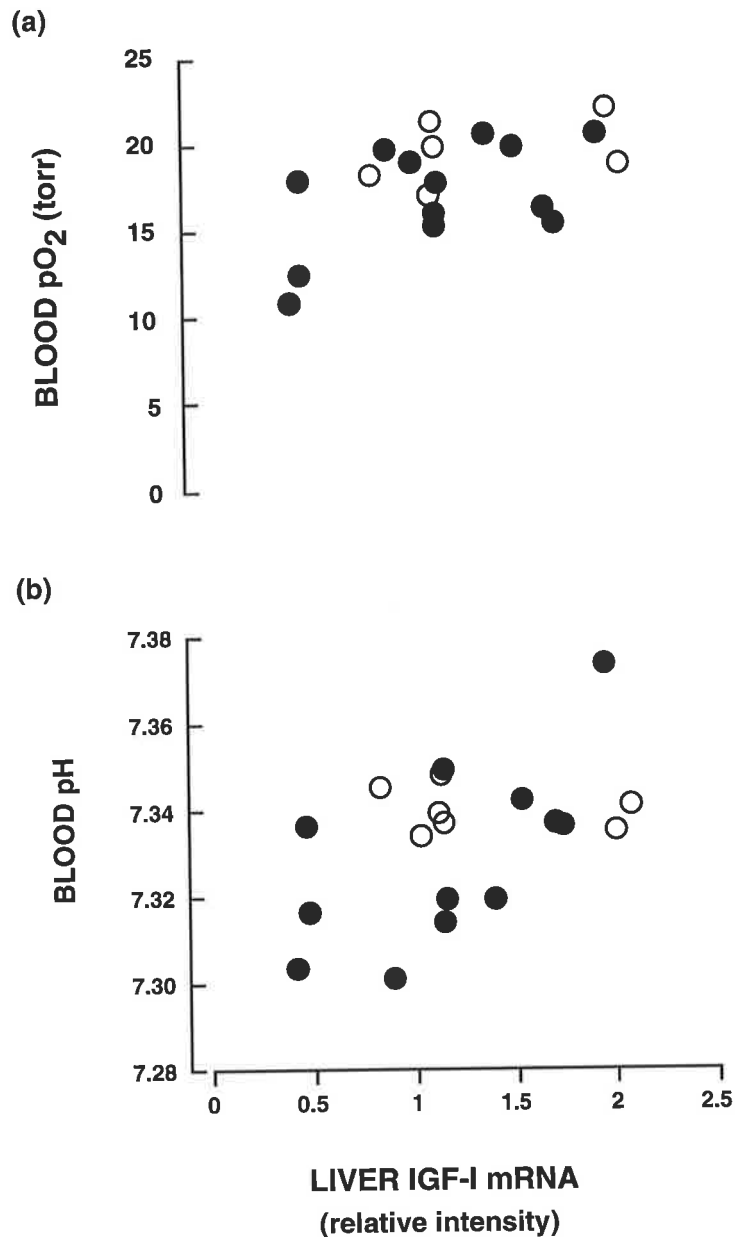 (a)
25
20
15
10
5
0
BLOOD pO2 (torr)
(b)
7.38
7.36
7.34
7.32
7.30
7.28
BLOOD pH
0 0.5 1 1.5 2 2.5
LIVER IGF-I mRNA
(relative intensity)